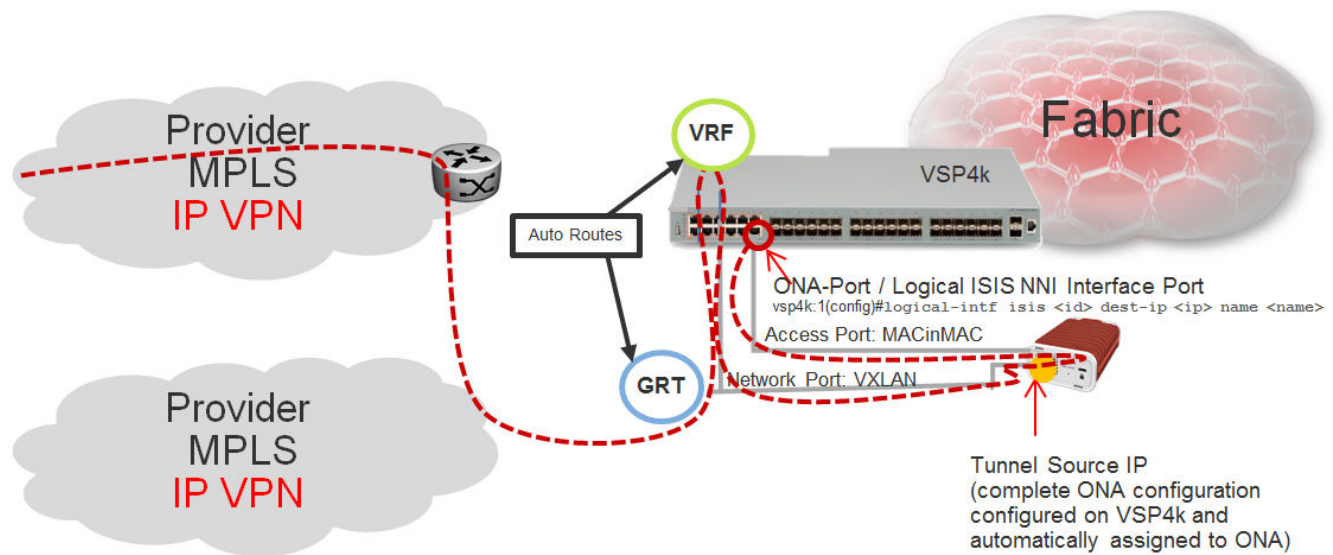 Provider
MPLS
IP VPN
VRF
VSP4k
Fabric
Auto Routes
ONA-Port / Logical ISIS NNI Interface Port
vsp4k:1(config)#logical-intf isis <id> dest-ip <ip> name <name>
Access Port: MACinMAC
Network Port: VXLAN
GRT
Provider
MPLS
IP VPN
Tunnel Source IP
(complete ONA configuration
configured on VSP4k and
automatically assigned to ONA)